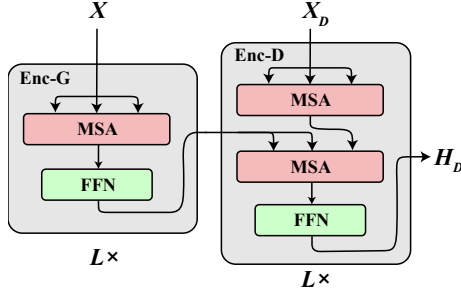 X
Enc-G
MSA
FFN
L×
X_D
Enc-D
MSA
MSA
FFN
H_D
L×